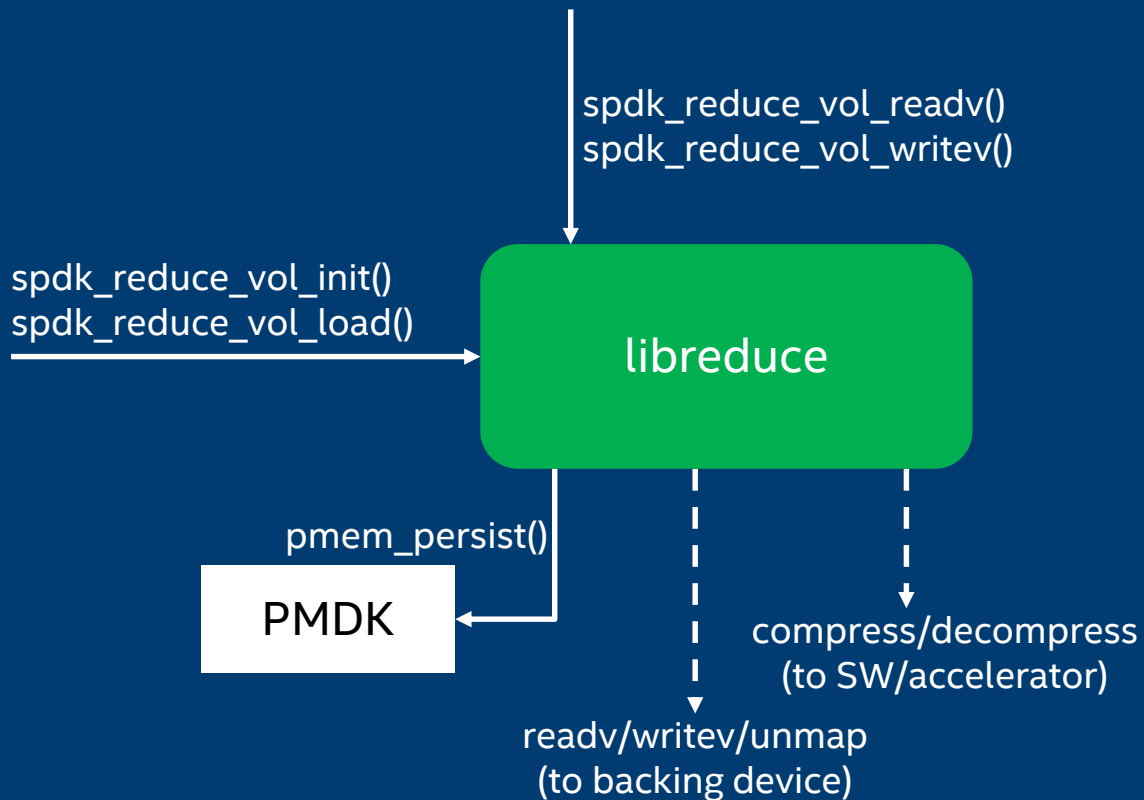 spdk_reduce_vol_readv()
spdk_reduce_vol_writev()
spdk_reduce_vol_init()
spdk_reduce_vol_load()
libreduce
pmem_persist()
PMDK
compress/decompress
(to SW/accelerator)
readv/writev/unmap
(to backing device)